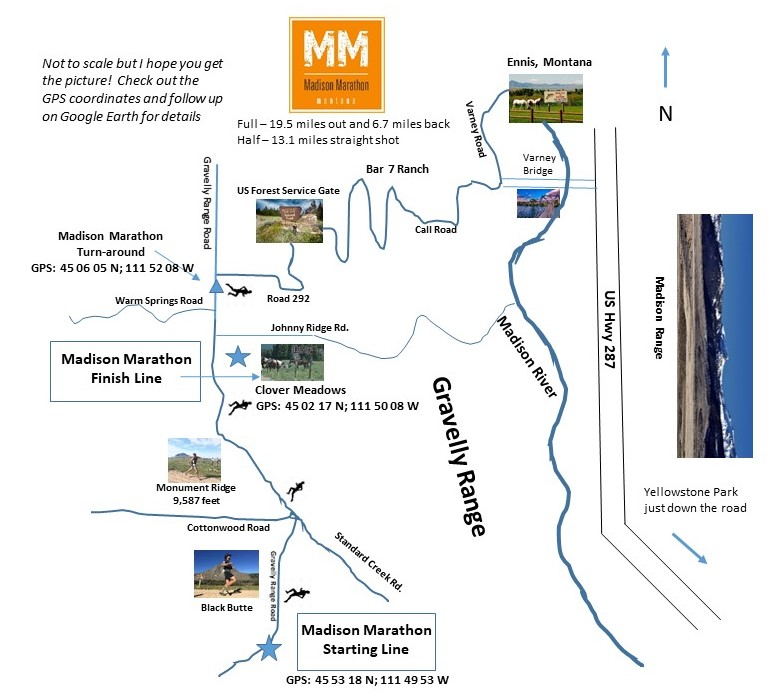 Not to scale but I hope you get
the picture! Check out the
GPS coordinates and follow up
on Google Earth for details
MM
Madison Marathon
MONTANA
Full – 19.5 miles out and 6.7 miles back
Half – 13.1 miles straight shot
Ennis, Montana
N
Varney Road
Varney
Bridge
Bar 7 Ranch
US Forest Service Gate
Call Road
Gravelly Range Road
Madison Marathon
Turn-around
GPS: 45 06 05 N; 111 52 08 W
Road 292
Warm Springs Road
Johnny Ridge Rd.
Madison Marathon
Finish Line
Clover Meadows
GPS: 45 02 17 N; 111 50 08 W
Madison River
US Hwy 287
Madison Range
Gravelly Range
Monument Ridge
9,587 feet
Yellowstone Park
just down the road
Cottonwood Road
Standard Creek Rd.
Gravelly Range Road
Black Butte
Madison Marathon
Starting Line
GPS: 45 53 18 N; 111 49 53 W